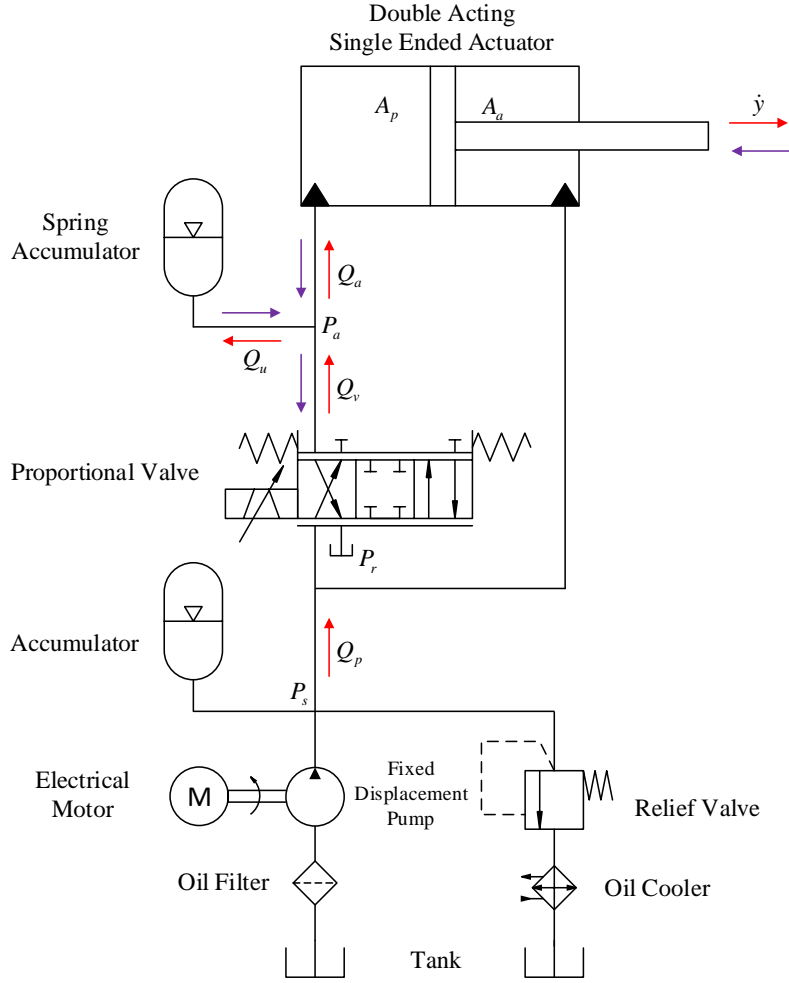 Double Acting
Single Ended Actuator
A_p
A_a
ẏ
Spring
Accumulator
Q_a
P_a
Q_u
Q_v
Proportional Valve
P_r
Accumulator
Q_p
P_s
Electrical
Motor
M
Fixed
Displacement
Pump
Relief Valve
Oil Filter
Oil Cooler
Tank